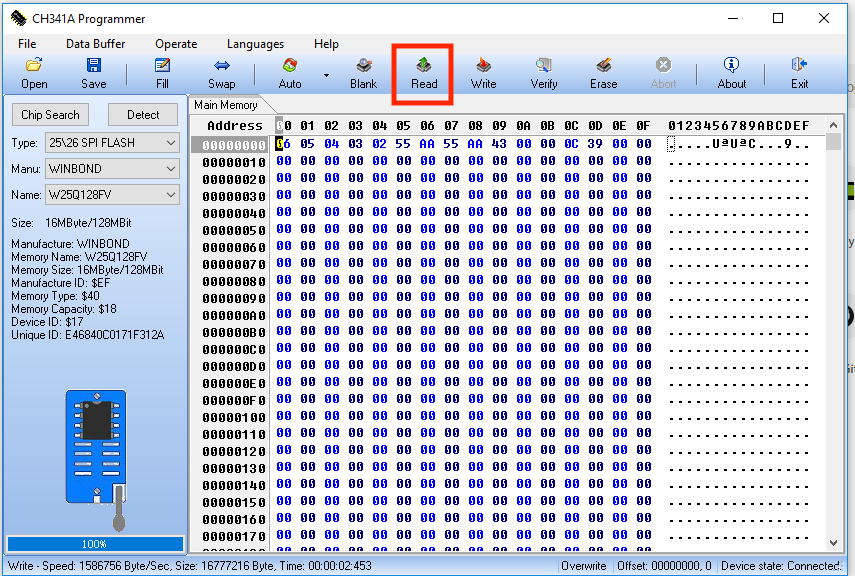 CH341A Programmer
File Data Buffer Operate Languages Help
Open Save Fill Swap Auto Blank Read Write Verify Erase Abort About Exit
Chip Search Detect
Type: 25\26 SPI FLASH
Manu: WINBOND
Name: W25Q128FV
Size: 16MByte/128MBit
Manufacture: WINBOND
Memory Name: W25Q128FV
Memory Size: 16MByte/128MBit
Manufacture ID: $EF
Memory Type: $40
Memory Capacity: $18
Device ID: $17
Unique ID: E46840C0171F312A
100%
Main Memory
Address 00 01 02 03 04 05 06 07 08 09 0A 0B 0C 0D 0E 0F 0123456789ABCDEF
00000000 06 05 04 03 02 55 AA 55 AA 43 00 00 0C 39 00 00 .....UªUªC...9..
00000010 00 00 00 00 00 00 00 00 00 00 00 00 00 00 00 00 ................
00000020 00 00 00 00 00 00 00 00 00 00 00 00 00 00 00 00 ................
00000030 00 00 00 00 00 00 00 00 00 00 00 00 00 00 00 00 ................
00000040 00 00 00 00 00 00 00 00 00 00 00 00 00 00 00 00 ................
00000050 00 00 00 00 00 00 00 00 00 00 00 00 00 00 00 00 ................
00000060 00 00 00 00 00 00 00 00 00 00 00 00 00 00 00 00 ................
00000070 00 00 00 00 00 00 00 00 00 00 00 00 00 00 00 00 ................
00000080 00 00 00 00 00 00 00 00 00 00 00 00 00 00 00 00 ................
00000090 00 00 00 00 00 00 00 00 00 00 00 00 00 00 00 00 ................
000000A0 00 00 00 00 00 00 00 00 00 00 00 00 00 00 00 00 ................
000000B0 00 00 00 00 00 00 00 00 00 00 00 00 00 00 00 00 ................
000000C0 00 00 00 00 00 00 00 00 00 00 00 00 00 00 00 00 ................
000000D0 00 00 00 00 00 00 00 00 00 00 00 00 00 00 00 00 ................
000000E0 00 00 00 00 00 00 00 00 00 00 00 00 00 00 00 00 ................
000000F0 00 00 00 00 00 00 00 00 00 00 00 00 00 00 00 00 ................
00000100 00 00 00 00 00 00 00 00 00 00 00 00 00 00 00 00 ................
00000110 00 00 00 00 00 00 00 00 00 00 00 00 00 00 00 00 ................
00000120 00 00 00 00 00 00 00 00 00 00 00 00 00 00 00 00 ................
00000130 00 00 00 00 00 00 00 00 00 00 00 00 00 00 00 00 ................
00000140 00 00 00 00 00 00 00 00 00 00 00 00 00 00 00 00 ................
00000150 00 00 00 00 00 00 00 00 00 00 00 00 00 00 00 00 ................
00000160 00 00 00 00 00 00 00 00 00 00 00 00 00 00 00 00 ................
00000170 00 00 00 00 00 00 00 00 00 00 00 00 00 00 00 00 ................
Write - Speed: 1586756 Byte/Sec, Size: 16777216 Byte, Time: 00:00:02:453 Overwrite Offset: 00000000, 0 Device state: Connected.